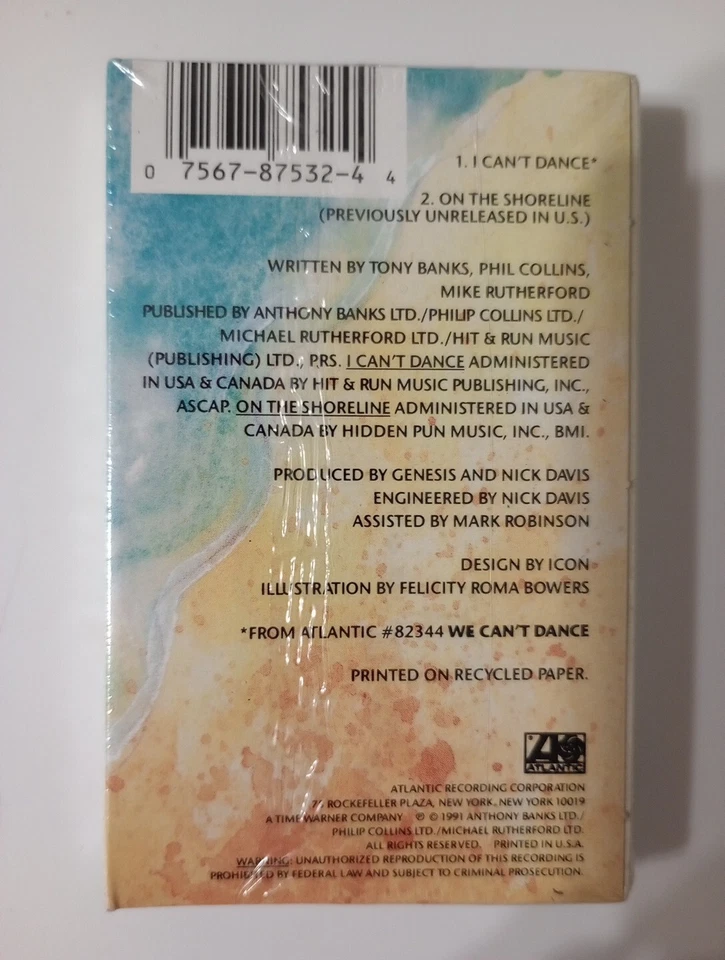 0 7567-87532-4 4
1. I CAN'T DANCE*
2. ON THE SHORELINE
(PREVIOUSLY UNRELEASED IN U.S.)
WRITTEN BY TONY BANKS, PHIL COLLINS,
MIKE RUTHERFORD
PUBLISHED BY ANTHONY BANKS LTD./PHILIP COLLINS LTD./
MICHAEL RUTHERFORD LTD./HIT & RUN MUSIC
(PUBLISHING) LTD., P.R.S. I CAN'T DANCE ADMINISTERED
IN USA & CANADA BY HIT & RUN MUSIC PUBLISHING, INC.,
ASCAP. ON THE SHORELINE ADMINISTERED IN USA &
CANADA BY HIDDEN PUN MUSIC, INC., BMI.
PRODUCED BY GENESIS AND NICK DAVIS
ENGINEERED BY NICK DAVIS
ASSISTED BY MARK ROBINSON
DESIGN BY ICON
ILLUSTRATION BY FELICITY ROMA BOWERS
*FROM ATLANTIC #82344 WE CAN'T DANCE
PRINTED ON RECYCLED PAPER.
ATLANTIC
ATLANTIC RECORDING CORPORATION
75 ROCKEFELLER PLAZA, NEW YORK, NEW YORK 10019
A TIME WARNER COMPANY ℗ © 1991 ANTHONY BANKS LTD./
PHILIP COLLINS LTD./MICHAEL RUTHERFORD LTD.
ALL RIGHTS RESERVED. PRINTED IN U.S.A.
WARNING: UNAUTHORIZED REPRODUCTION OF THIS RECORDING IS
PROHIBITED BY FEDERAL LAW AND SUBJECT TO CRIMINAL PROSECUTION.